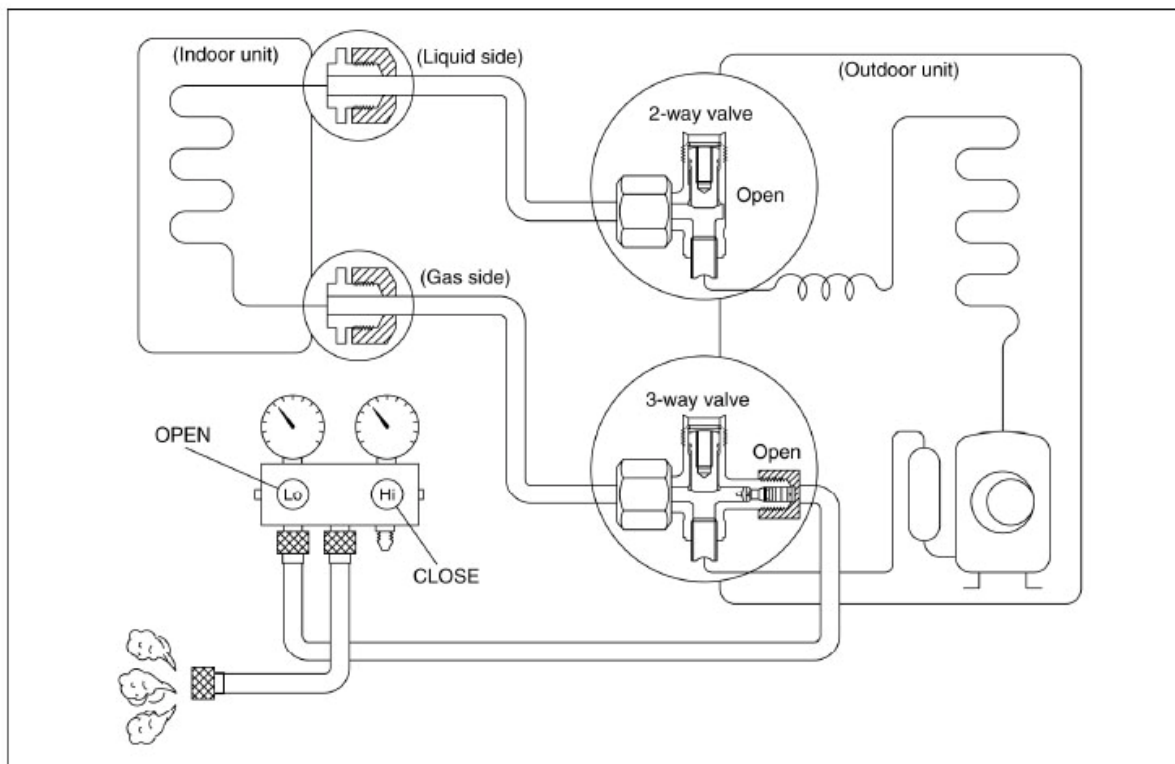 (Indoor unit)
(Liquid side)
(Outdoor unit)
2-way valve
Open
(Gas side)
3-way valve
Open
OPEN
Lo
Hi
CLOSE